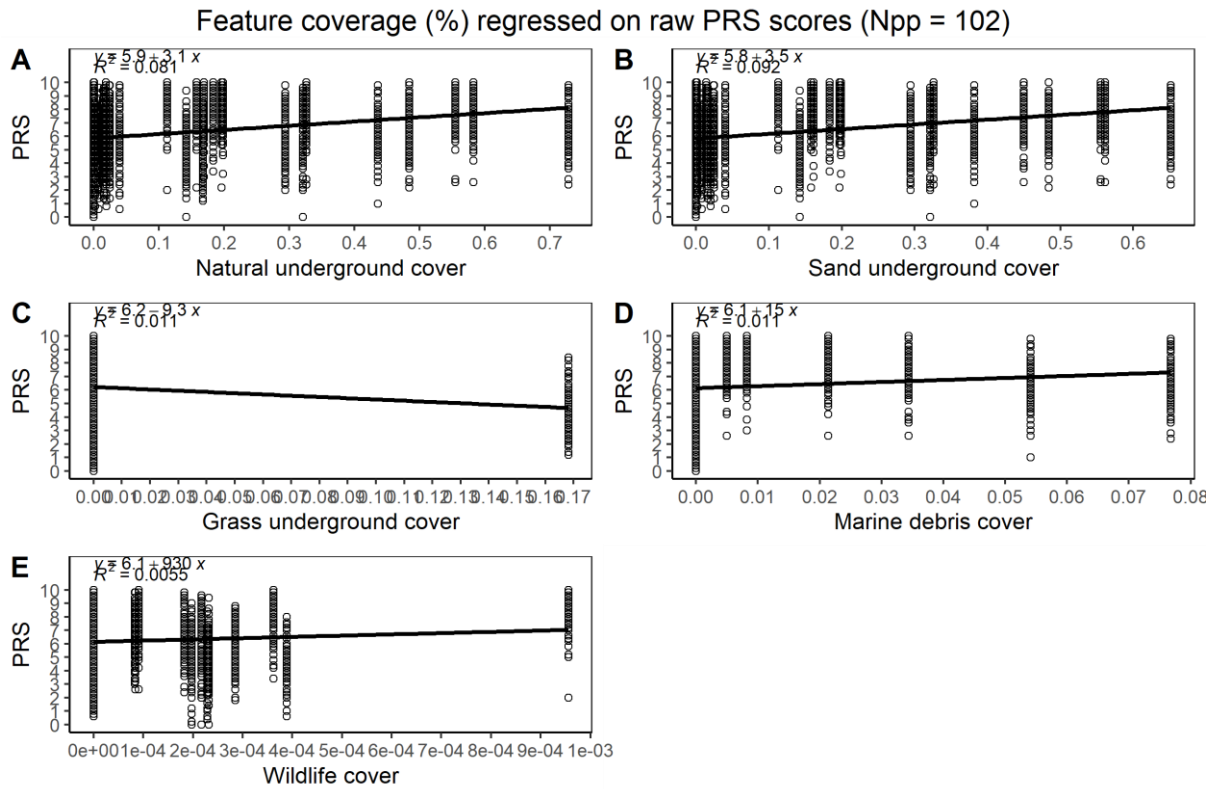 Feature coverage (%) regressed on raw PRS scores (Npp = 102)
A
y = 5.9 + 3.1 x
R² = 0.081
PRS
10
9
8
7
6
5
4
3
2
1
0
0.0 0.1 0.2 0.3 0.4 0.5 0.6 0.7
Natural underground cover
B
y = 5.8 + 3.5 x
R² = 0.092
PRS
10
9
8
7
6
5
4
3
2
1
0
0.0 0.1 0.2 0.3 0.4 0.5 0.6
Sand underground cover
C
y = 6.2 − 9.3 x
R² = 0.011
PRS
10
9
8
7
6
5
4
3
2
1
0
0.00 0.01 0.02 0.03 0.04 0.05 0.06 0.07 0.08 0.09 0.10 0.11 0.12 0.13 0.14 0.15 0.16 0.17
Grass underground cover
D
y = 6.1 + 15 x
R² = 0.011
PRS
10
9
8
7
6
5
4
3
2
1
0
0.00 0.01 0.02 0.03 0.04 0.05 0.06 0.07 0.08
Marine debris cover
E
y = 6.1 + 930 x
R² = 0.0055
PRS
10
9
8
7
6
5
4
3
2
1
0
0e+00 1e-04 2e-04 3e-04 4e-04 5e-04 6e-04 7e-04 8e-04 9e-04 1e-03
Wildlife cover